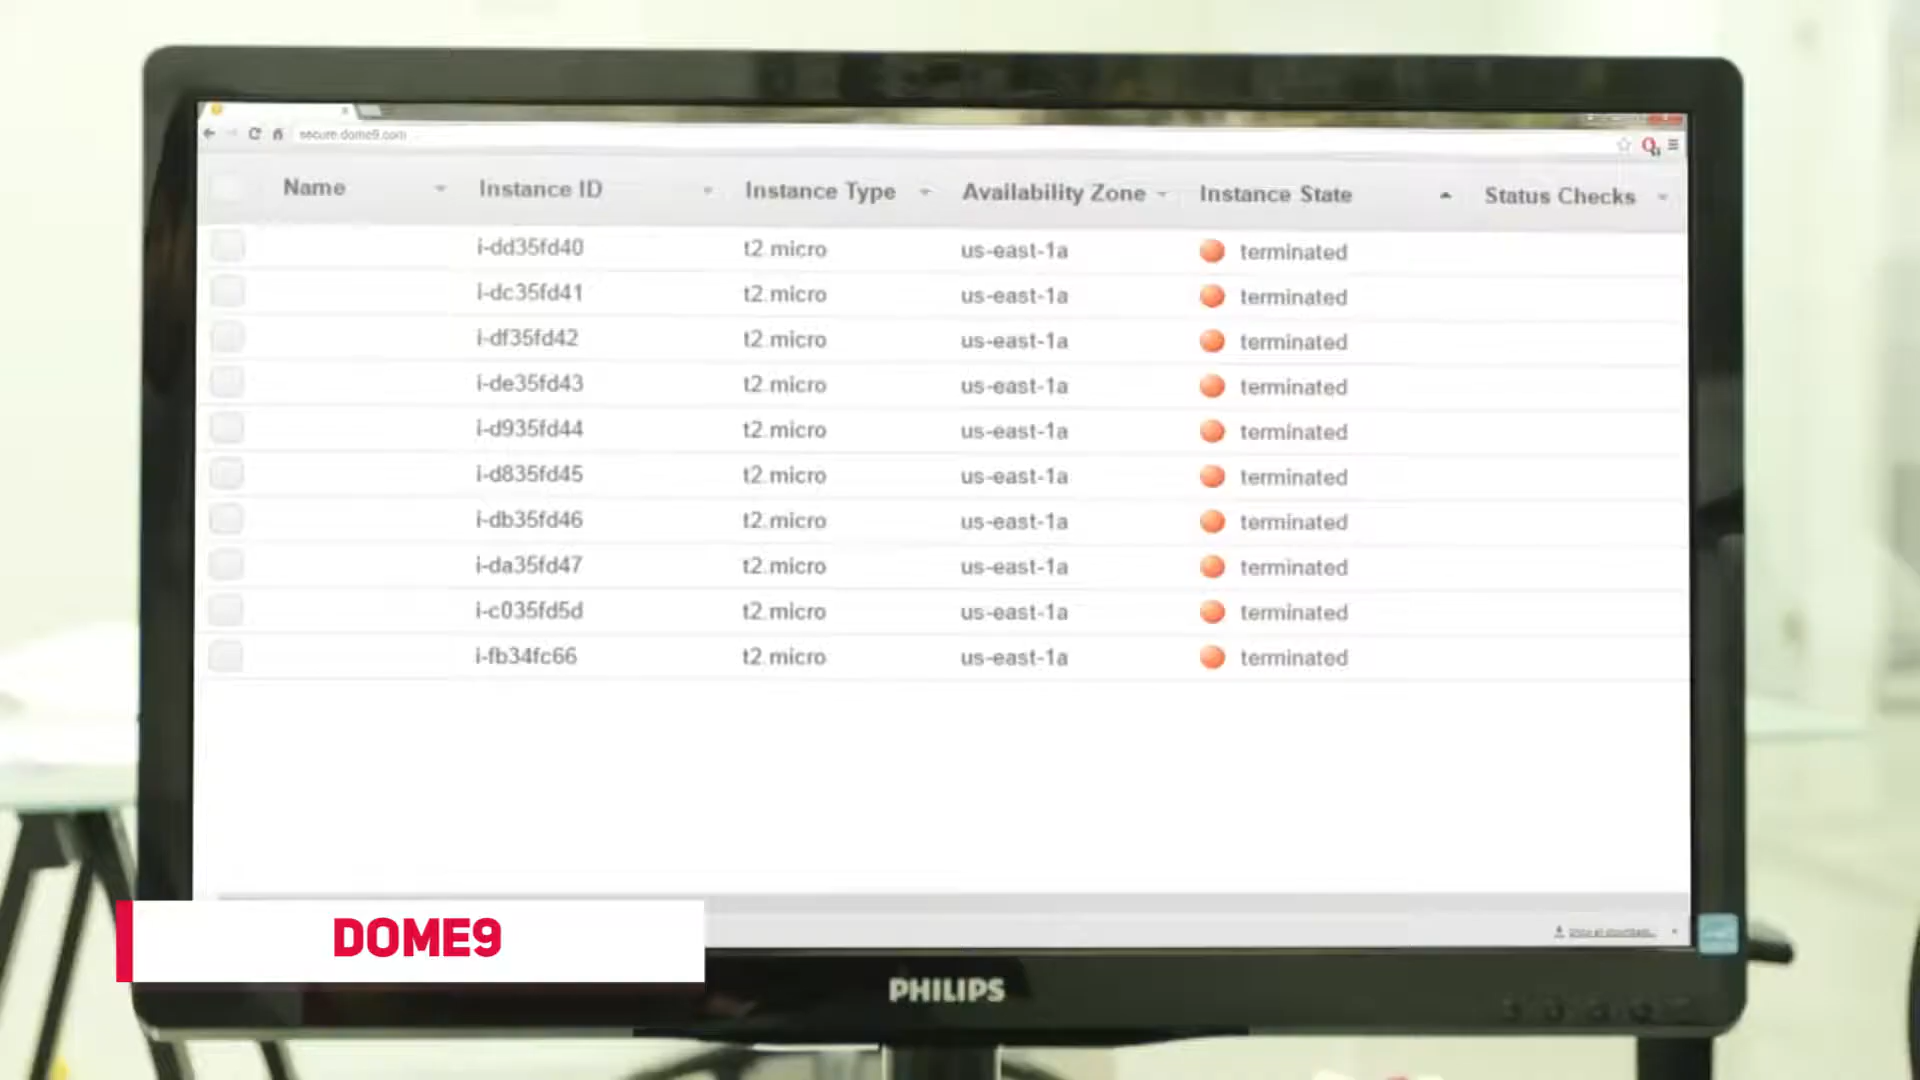 secure.dome9.com
Name Instance ID Instance Type Availability Zone Instance State Status Checks
i-dd35fd40 t2.micro us-east-1a terminated
i-dc35fd41 t2.micro us-east-1a terminated
i-df35fd42 t2.micro us-east-1a terminated
i-de35fd43 t2.micro us-east-1a terminated
i-d935fd44 t2.micro us-east-1a terminated
i-d835fd45 t2.micro us-east-1a terminated
i-db35fd46 t2.micro us-east-1a terminated
i-da35fd47 t2.micro us-east-1a terminated
i-c035fd5d t2.micro us-east-1a terminated
i-fb34fc66 t2.micro us-east-1a terminated
DOME9
PHILIPS